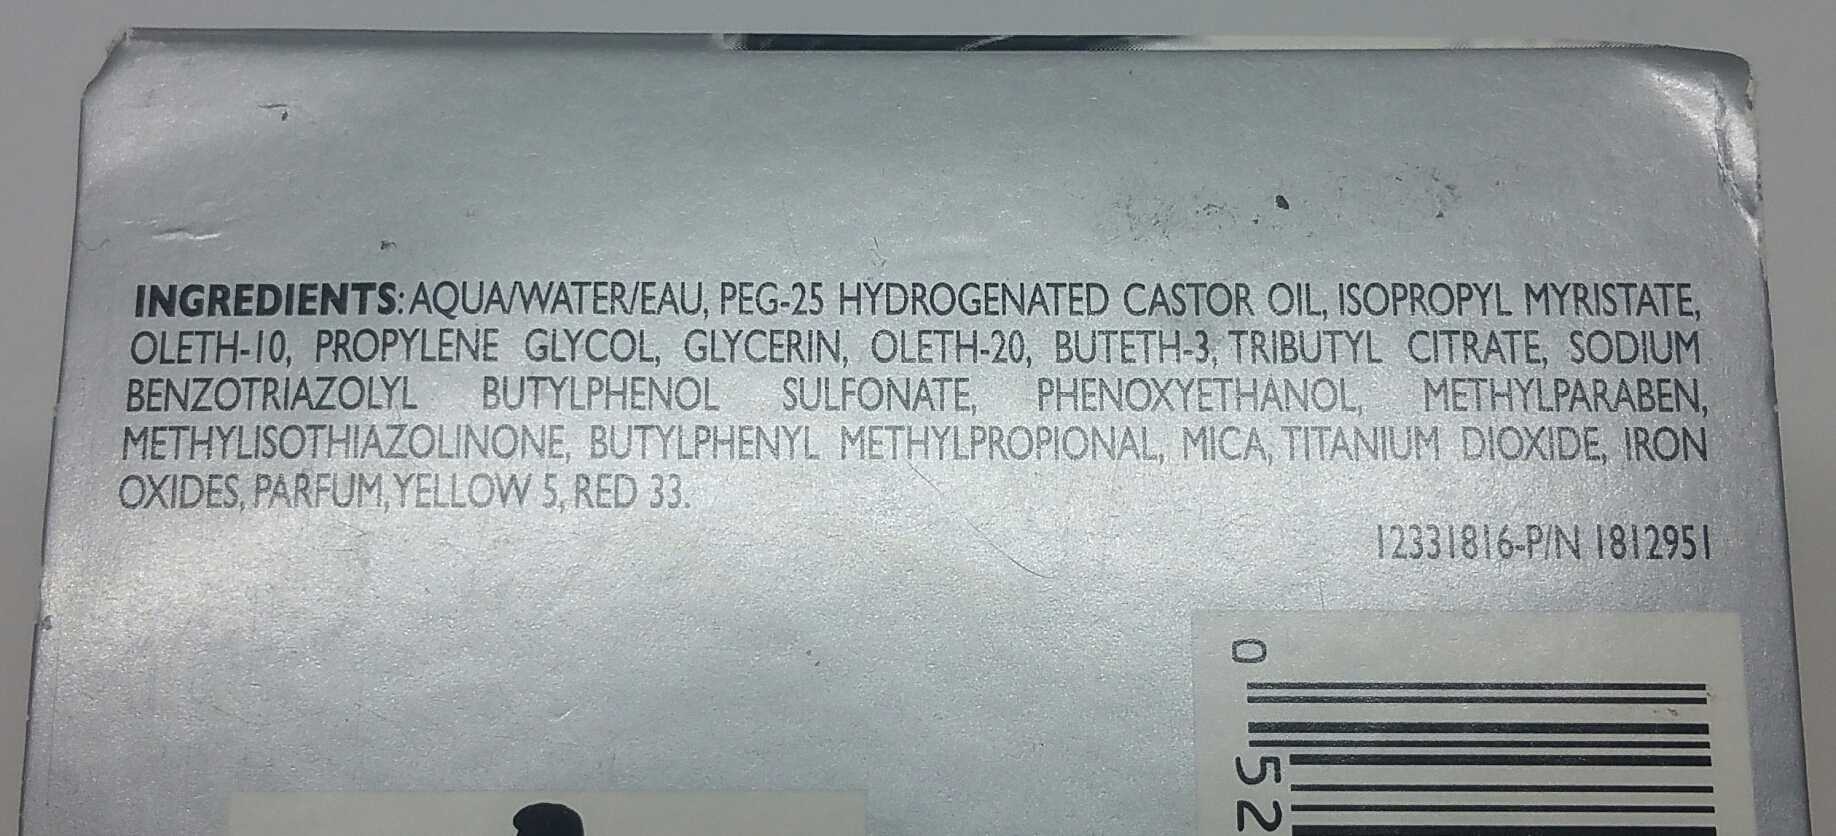 INGREDIENTS: AQUA/WATER/EAU, PEG-25 HYDROGENATED CASTOR OIL, ISOPROPYL MYRISTATE,
OLETH-10, PROPYLENE GLYCOL, GLYCERIN, OLETH-20, BUTETH-3, TRIBUTYL CITRATE, SODIUM
BENZOTRIAZOLYL BUTYLPHENOL SULFONATE, PHENOXYETHANOL, METHYLPARABEN,
METHYLISOTHIAZOLINONE, BUTYLPHENYL METHYLPROPIONAL, MICA, TITANIUM DIOXIDE, IRON
OXIDES, PARFUM, YELLOW 5, RED 33.
12331816-P/N 1812951
0 52